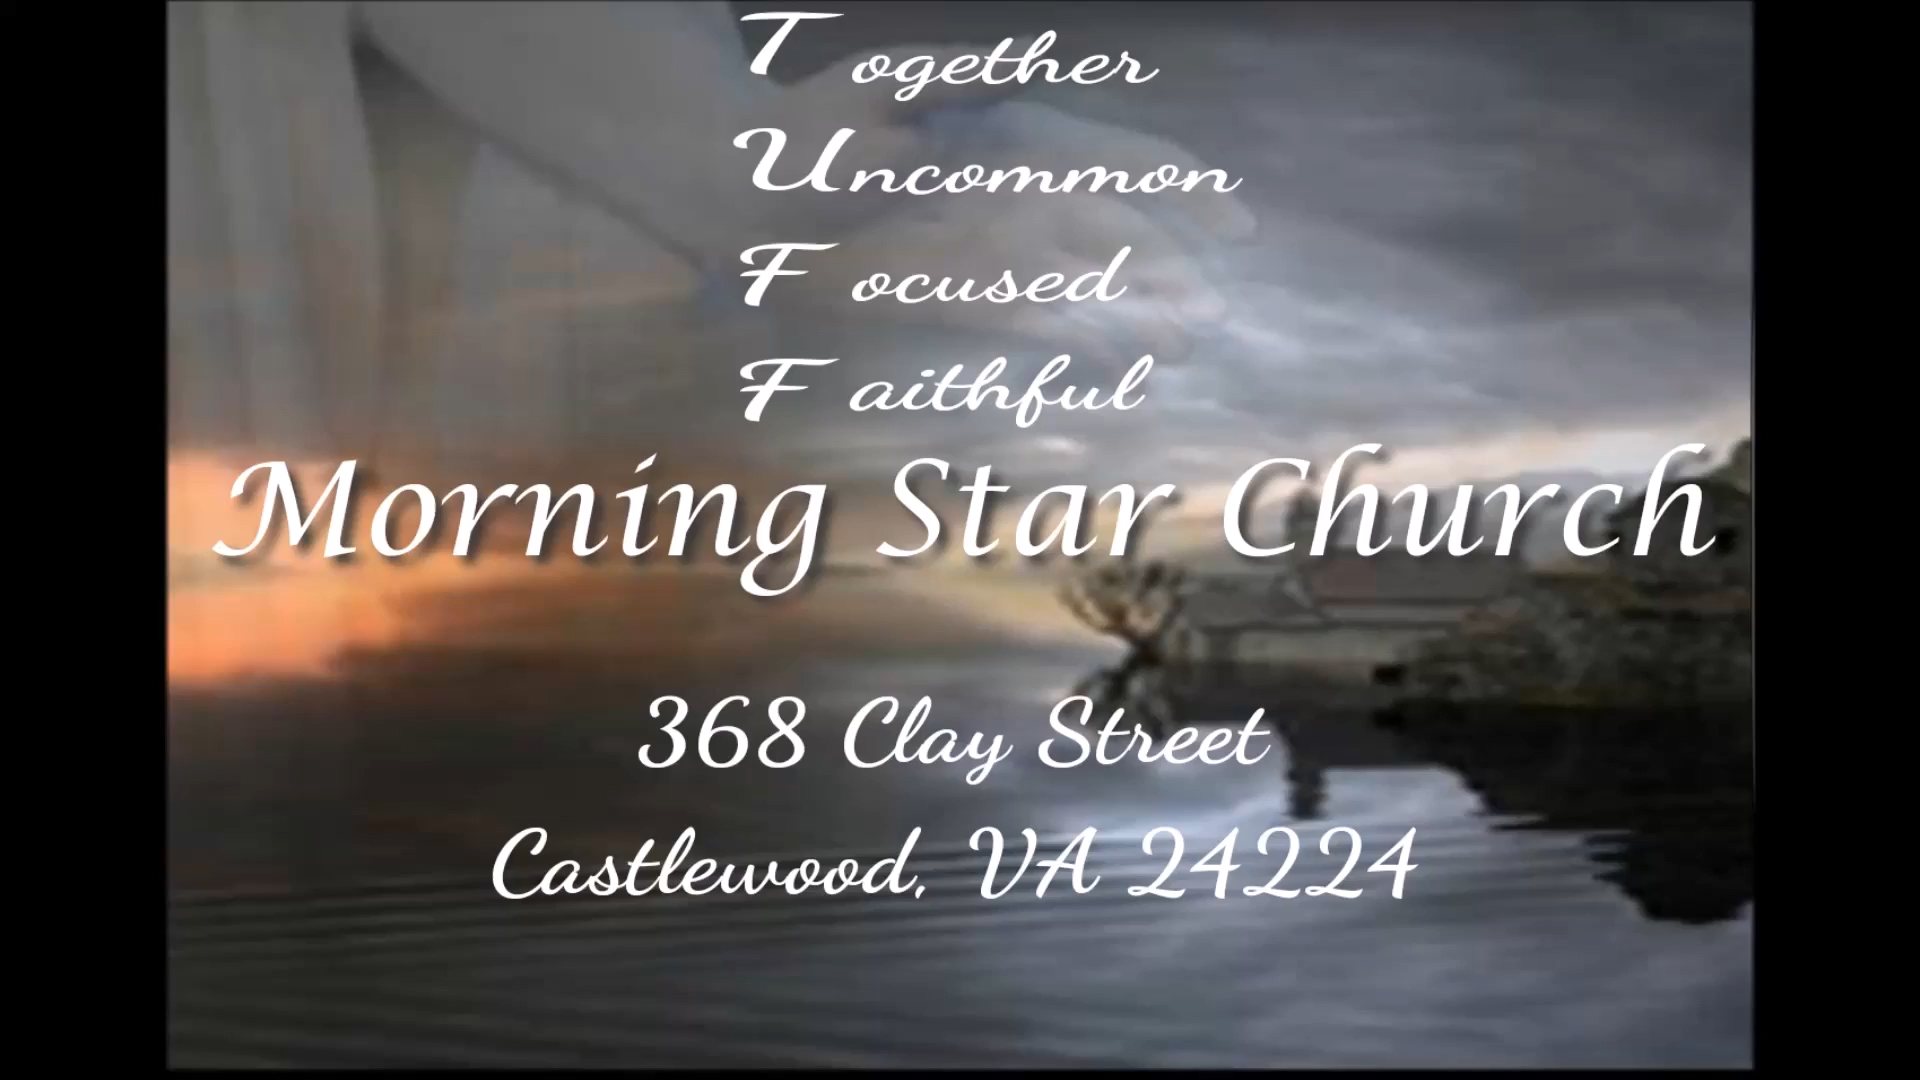 Together
Uncommon
Focused
Faithful
Morning Star Church
368 Clay Street
Castlewood, VA 24224